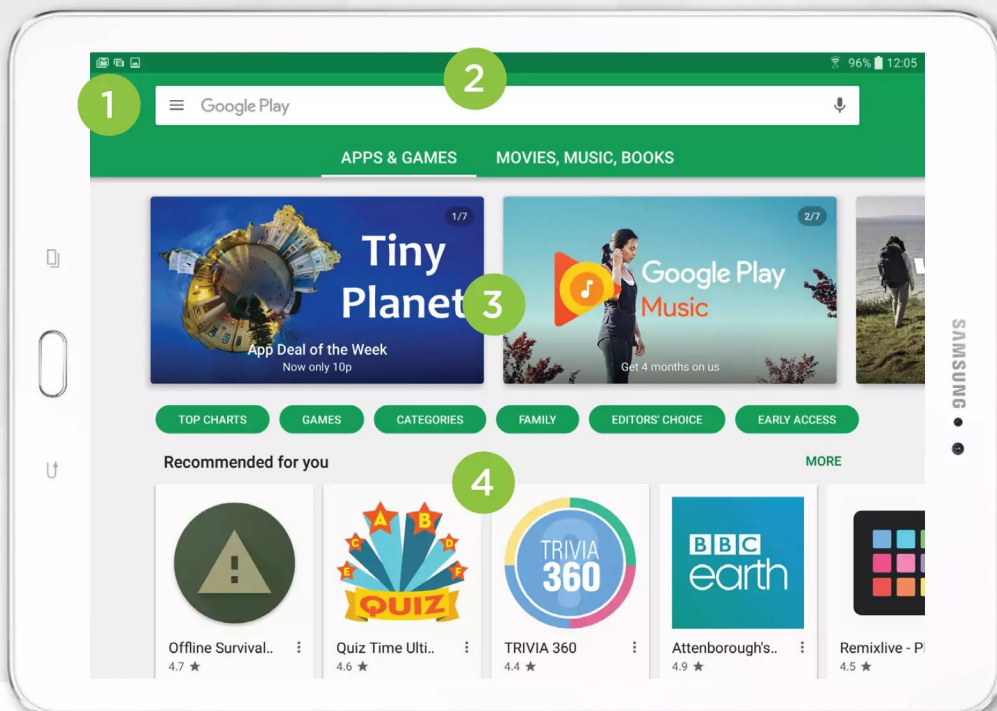 96% 12:05
1
2
Google Play
APPS & GAMES
MOVIES, MUSIC, BOOKS
1/7
Tiny
Planet
App Deal of the Week
Now only 10p
3
2/7
Google Play
Music
Get 4 months on us
TOP CHARTS
GAMES
CATEGORIES
FAMILY
EDITORS' CHOICE
EARLY ACCESS
Recommended for you
MORE
4
A
B
C
D
E
F
QUIZ
TRIVIA
360
BBC
earth
Offline Survival..
4.7 ★
Quiz Time Ulti..
4.6 ★
TRIVIA 360
4.4 ★
Attenborough's..
4.9 ★
Remixlive - P
4.5 ★
SAMSUNG